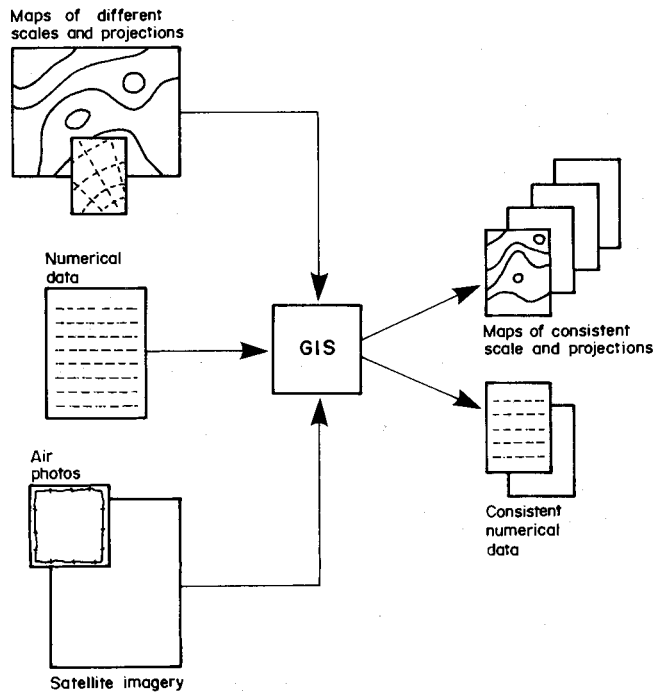 Maps of different
scales and projections
Numerical
data
GIS
Maps of consistent
scale and projections
Air
photos
Consistent
numerical
data
Satellite imagery